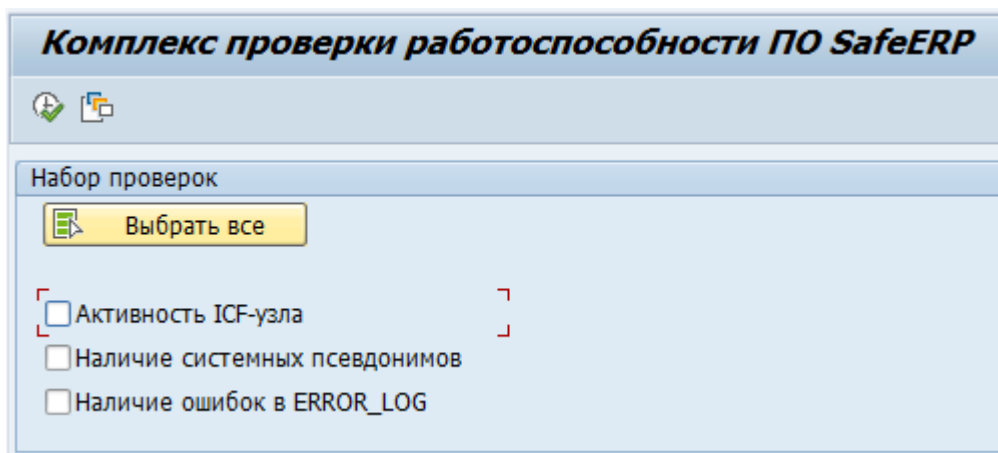 Комплекс проверки работоспособности ПО SafeERP
Набор проверок
Выбрать все
Активность ICF-узла
Наличие системных псевдонимов
Наличие ошибок в ERROR_LOG